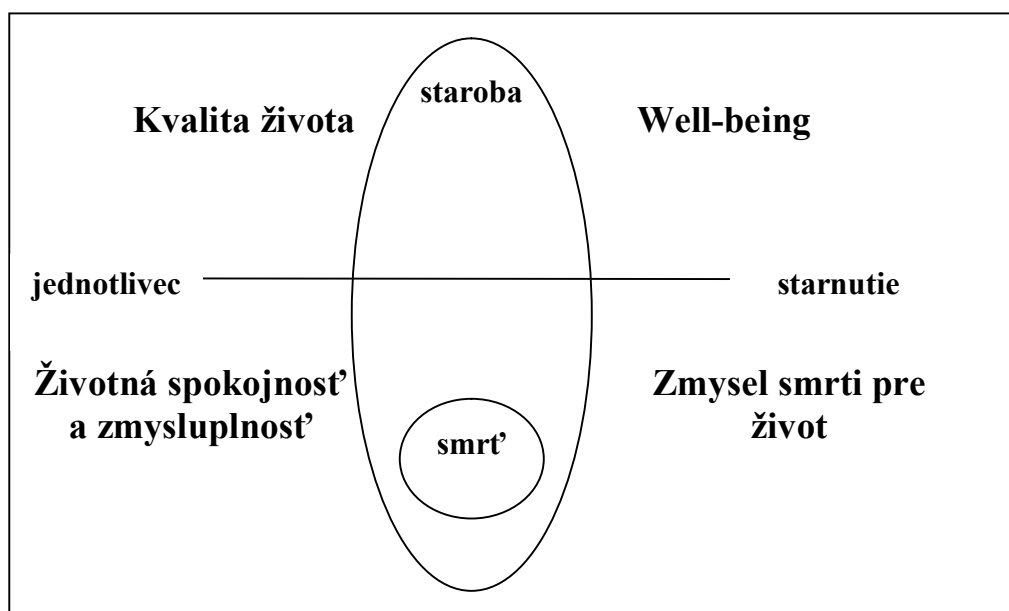 staroba
Kvalita života
Well-being
jednotlivec
starnutie
Životná spokojnosť
a zmysluplnosť
Zmysel smrti pre
život
smrť